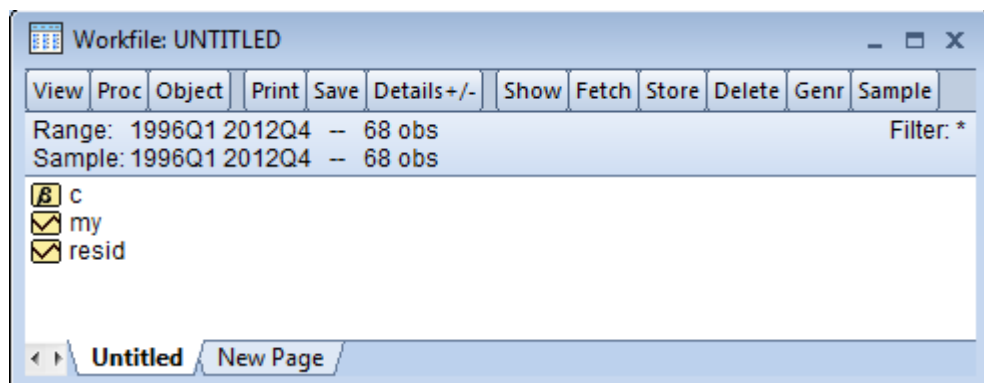 Workfile: UNTITLED
View Proc Object Print Save Details+/- Show Fetch Store Delete Genr Sample
Range: 1996Q1 2012Q4 -- 68 obs Filter: *
Sample: 1996Q1 2012Q4 -- 68 obs
β c
my
resid
Untitled New Page